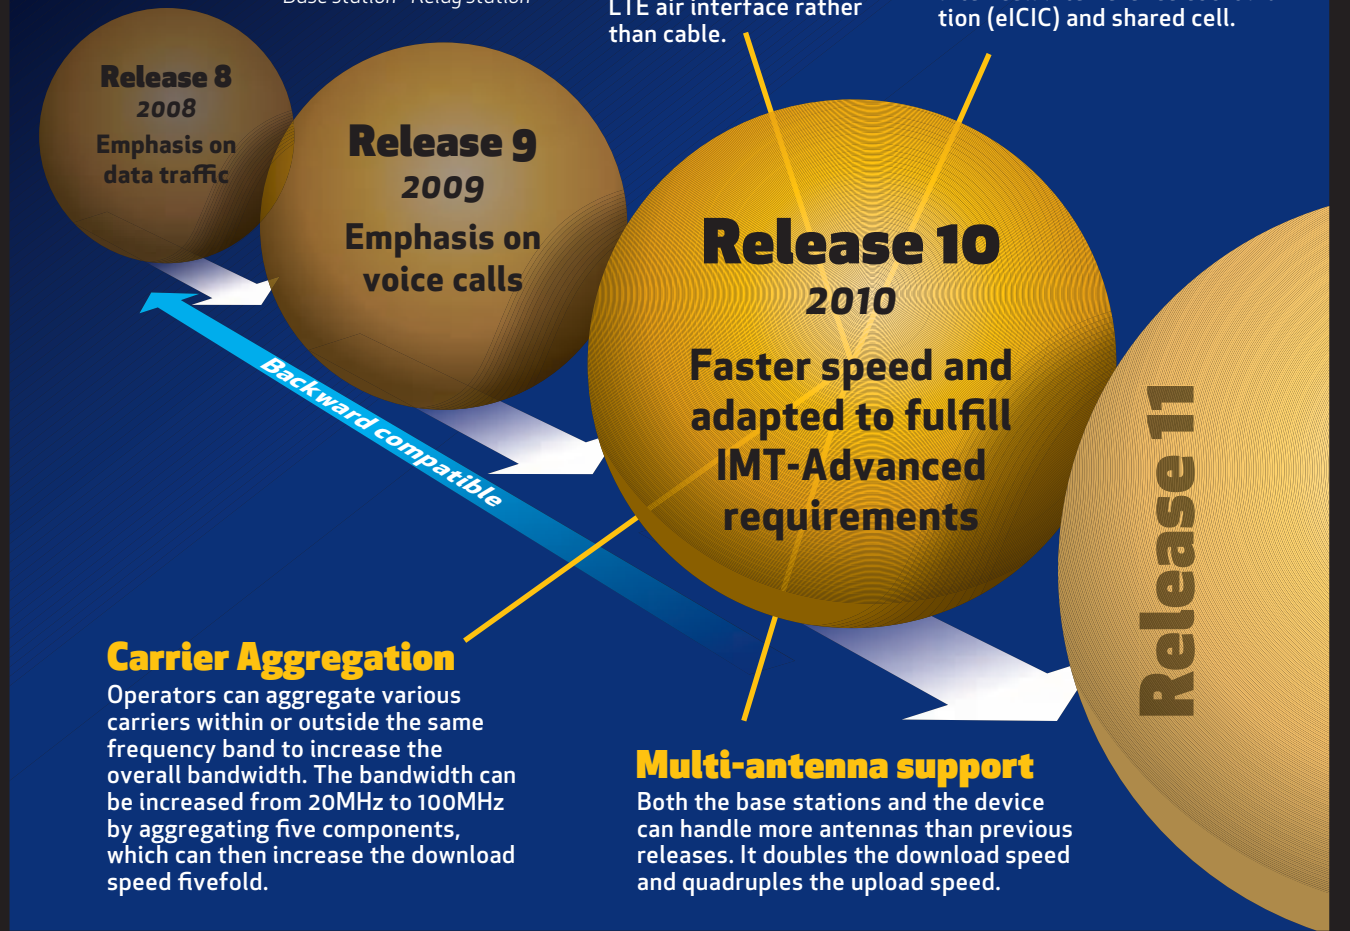 Base station Relay station
LTE air interface rather
than cable.
tion (eICIC) and shared cell.
Release 8
2008
Emphasis on
data traffic
Release 9
2009
Emphasis on
voice calls
Release 10
2010
Faster speed and
adapted to fulfill
IMT-Advanced
requirements
Release 11
Backward compatible
Carrier Aggregation
Operators can aggregate various
carriers within or outside the same
frequency band to increase the
overall bandwidth. The bandwidth can
be increased from 20MHz to 100MHz
by aggregating five components,
which can then increase the download
speed fivefold.
Multi-antenna support
Both the base stations and the device
can handle more antennas than previous
releases. It doubles the download speed
and quadruples the upload speed.